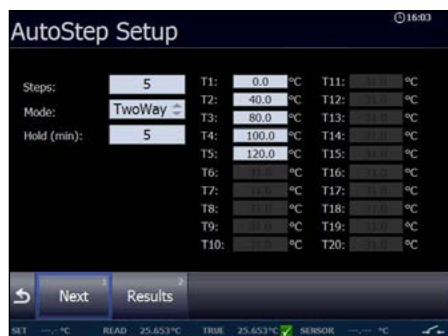 16:03
AutoStep Setup
Steps: 5
Mode: TwoWay
Hold (min): 5
T1: 0.0 °C
T2: 40.0 °C
T3: 80.0 °C
T4: 100.0 °C
T5: 120.0 °C
T6: °C
T7: °C
T8: °C
T9: °C
T10: °C
T11: °C
T12: °C
T13: °C
T14: °C
T15: °C
T16: °C
T17: °C
T18: °C
T19: °C
T20: °C
Next 1
Results 2
SET ---.- °C READ 25.653°C TRUE 25.653°C SENSOR ---.-- °C